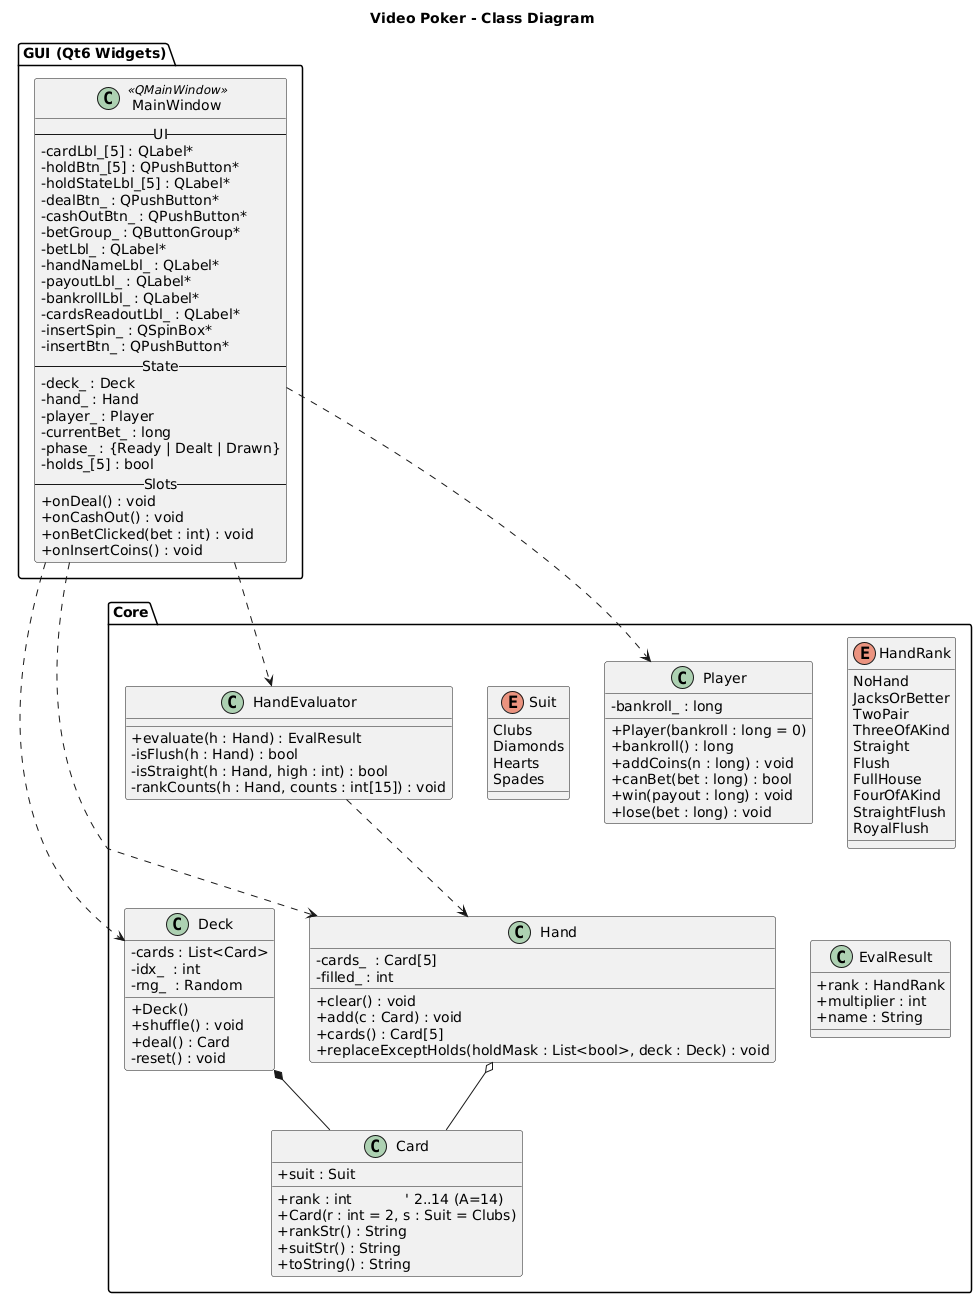 Video Poker - Class Diagram
GUI (Qt6 Widgets)
C
«QMainWindow»
MainWindow
UI
-cardLbl_[5] : QLabel*
-holdBtn_[5] : QPushButton*
-holdStateLbl_[5] : QLabel*
-dealBtn_ : QPushButton*
-cashOutBtn_ : QPushButton*
-betGroup_ : QButtonGroup*
-betLbl_ : QLabel*
-handNameLbl_ : QLabel*
-payoutLbl_ : QLabel*
-bankrollLbl_ : QLabel*
-cardsReadoutLbl_ : QLabel*
-insertSpin_ : QSpinBox*
-insertBtn_ : QPushButton*
State
-deck_ : Deck
-hand_ : Hand
-player_ : Player
-currentBet_ : long
-phase_ : {Ready | Dealt | Drawn}
-holds_[5] : bool
Slots
+onDeal() : void
+onCashOut() : void
+onBetClicked(bet : int) : void
+onInsertCoins() : void
Core
C HandEvaluator
+evaluate(h : Hand) : EvalResult
-isFlush(h : Hand) : bool
-isStraight(h : Hand, high : int) : bool
-rankCounts(h : Hand, counts : int[15]) : void
E Suit
Clubs
Diamonds
Hearts
Spades
C Player
-bankroll_ : long
+Player(bankroll : long = 0)
+bankroll() : long
+addCoins(n : long) : void
+canBet(bet : long) : bool
+win(payout : long) : void
+lose(bet : long) : void
E HandRank
NoHand
JacksOrBetter
TwoPair
ThreeOfAKind
Straight
Flush
FullHouse
FourOfAKind
StraightFlush
RoyalFlush
C Deck
-cards : List<Card>
-idx_ : int
-rng_ : Random
+Deck()
+shuffle() : void
+deal() : Card
-reset() : void
C Hand
-cards_ : Card[5]
-filled_ : int
+clear() : void
+add(c : Card) : void
+cards() : Card[5]
+replaceExceptHolds(holdMask : List<bool>, deck : Deck) : void
C EvalResult
+rank : HandRank
+multiplier : int
+name : String
C Card
+suit : Suit
+rank : int ' 2..14 (A=14)
+Card(r : int = 2, s : Suit = Clubs)
+rankStr() : String
+suitStr() : String
+toString() : String